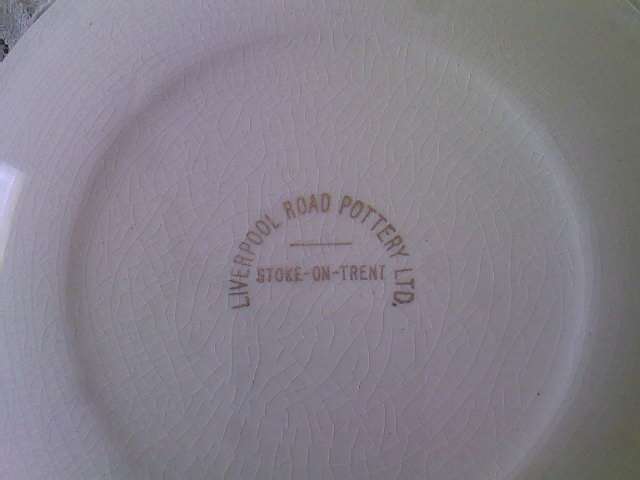 LIVERPOOL ROAD POTTERY LTD.
STOKE-ON-TRENT